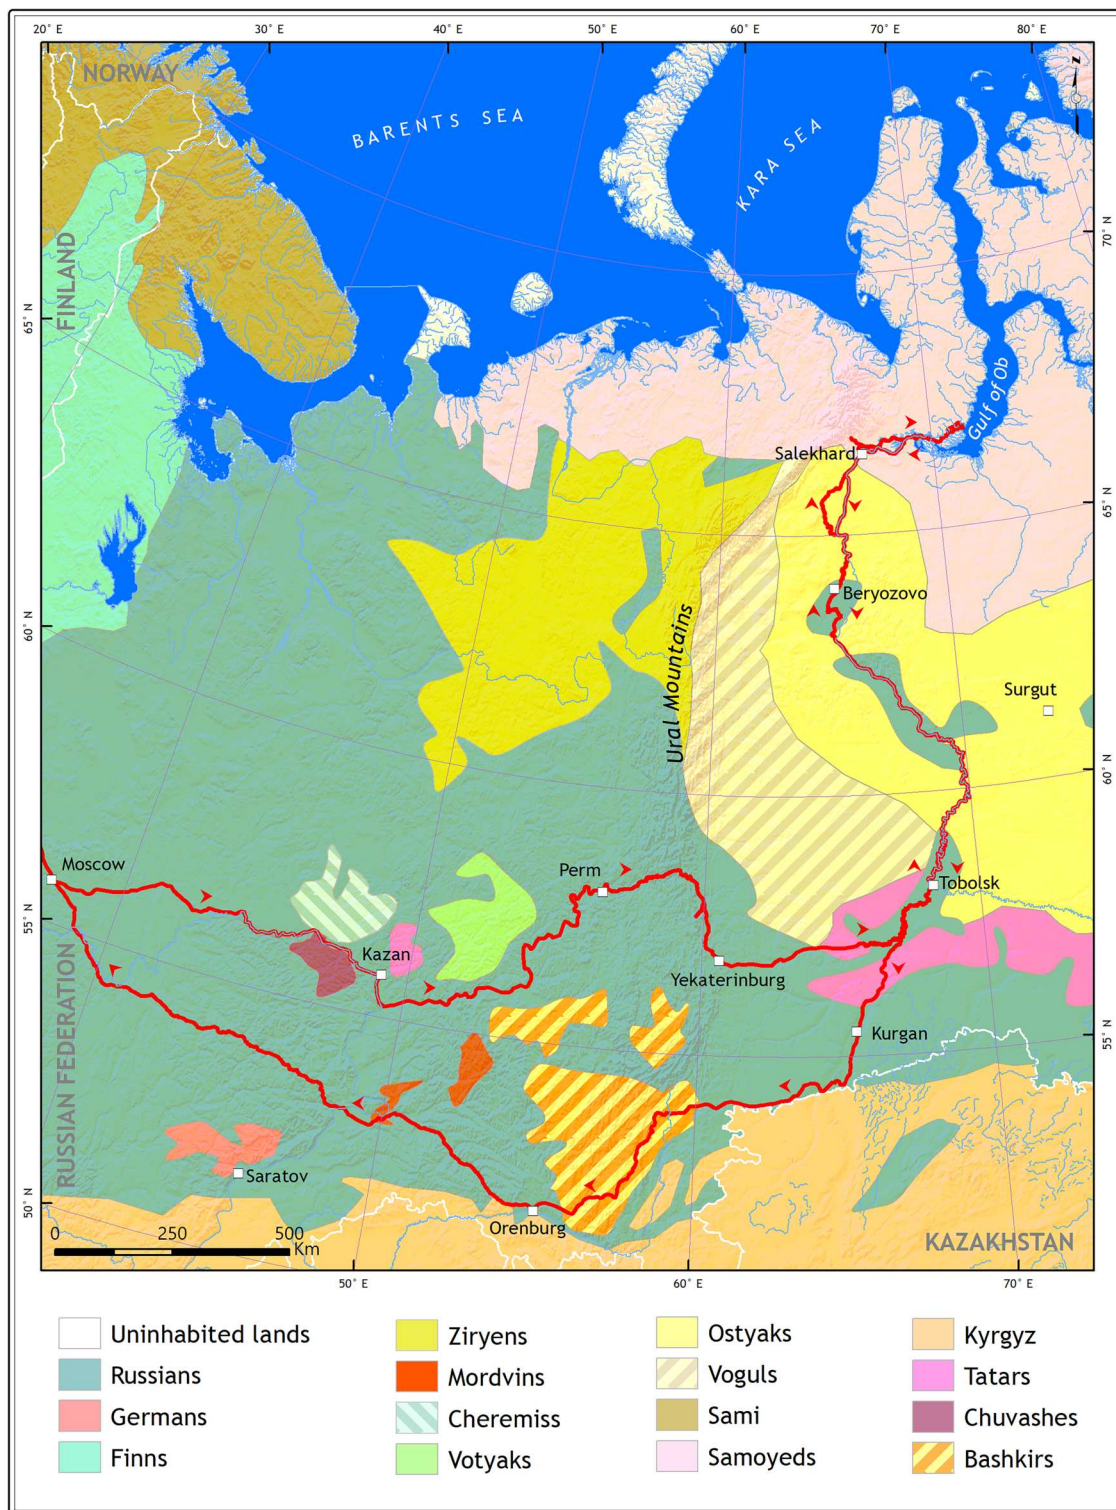 20° E 30° E 40° E 50° E 60° E 70° E 80° E
NORWAY
BARENTS SEA
KARA SEA
N
70° N
FINLAND
65° N
Gulf of Ob
Salekhard
65° N
Beryozovo
60° N
Ural Mountains
Surgut
60° N
Moscow
Perm
Tobolsk
55° N
Kazan
Yekaterinburg
Kurgan
55° N
RUSSIAN FEDERATION
Saratov
50° N
Orenburg
KAZAKHSTAN
0 250 500
Km
50° E 60° E 70° E
Uninhabited lands
Russians
Germans
Finns
Ziryens
Mordvins
Cheremiss
Votyaks
Ostyaks
Voguls
Sami
Samoyeds
Kyrgyz
Tatars
Chuvashes
Bashkirs